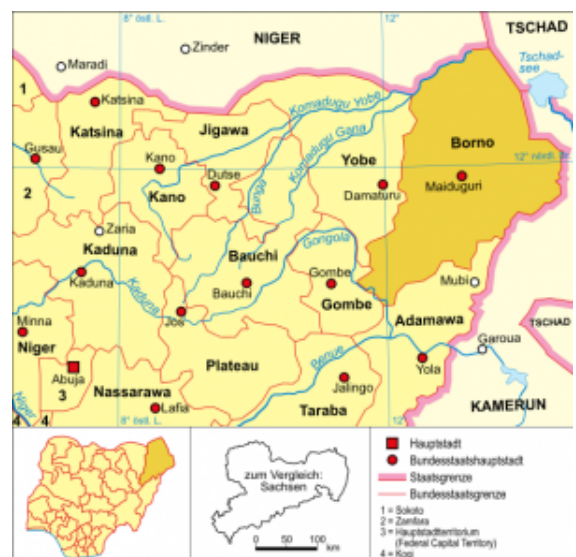 8° östl. L.
12°
TSCHAD
NIGER
Zinder
Maradi
Tschad-
see
1
Katsina
Katsina
Komadugu Yobe
Jigawa
Komadugu Gana
Borno
Gusau
Yobe
12° nördl. Br.
Kano
Dutse
Maiduguri
2
Kano
Bunga
Damaturu
Zaria
Gongola
Kaduna
Bauchi
Kaduna
Kaduna
Bauchi
Gombe
Mubi
Minna
Jos
Gombe
Adamawa
TSCHAD
Niger
Plateau
Benue
Garoua
Abuja
Yola
3
Nassarawa
Jalingo
KAMERUN
Niger
Lafia
Taraba
4
4
8° östl. L.
12°
zum Vergleich:
Sachsen
0 50 100
km
Hauptstadt
Bundesstaatshauptstadt
Staatsgrenze
Bundesstaatsgrenze
1 = Sokoto
2 = Zamfara
3 = Hauptstadtterritorium
(Federal Capital Territory)
4 = Kogi